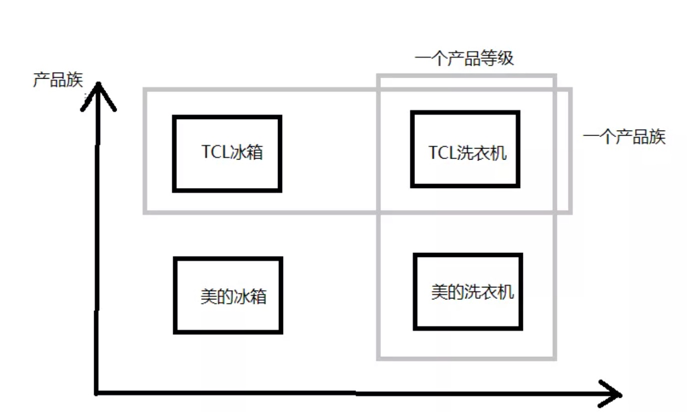 一个产品等级
产品族
TCL冰箱
TCL洗衣机
一个产品族
美的冰箱
美的洗衣机